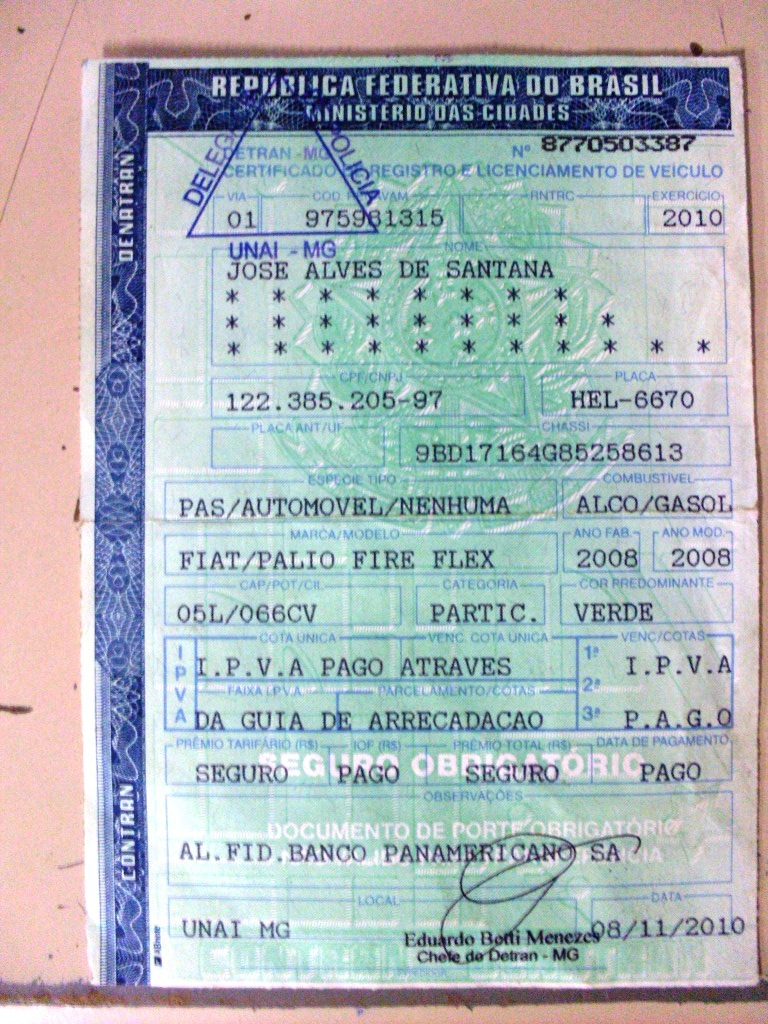 REPÚBLICA FEDERATIVA DO BRASIL
MINISTÉRIO DAS CIDADES
DETRAN - MG Nº 8770503387
CERTIFICADO DE REGISTRO E LICENCIAMENTO DE VEÍCULO
DELEG POLICIA
VIA COD. RENAVAM RNTRC EXERCÍCIO
01 975981315 2010
UNAI - MG NOME
JOSE ALVES DE SANTANA
* * * * * * * *
* * * * * * * * *
* * * * * * * * * * *
CPF/CNPJ PLACA
122.385.205-97 HEL-6670
PLACA ANT/UF CHASSI
9BD17164G85258613
ESPÉCIE TIPO COMBUSTÍVEL
PAS/AUTOMOVEL/NENHUMA ALCO/GASOL
MARCA/MODELO ANO FAB. ANO MOD.
FIAT/PALIO FIRE FLEX 2008 2008
CAP/POT/CIL CATEGORIA COR PREDOMINANTE
05L/066CV PARTIC. VERDE
IPVA COTA ÚNICA VENC. COTA ÚNICA VENC/COTAS
I.P.V.A PAGO ATRAVES 1ª I.P.V.A
FAIXA I.P.V.A PARCELAMENTO/COTAS 2ª
DA GUIA DE ARRECADACAO 3ª P.A.G.O
PRÊMIO TARIFÁRIO (R$) IOF (R$) PRÊMIO TOTAL (R$) DATA DE PAGAMENTO
SEGURO OBRIGATÓRIO
SEGURO PAGO SEGURO PAGO
OBSERVAÇÕES
DOCUMENTO DE PORTE OBRIGATÓRIO
AL.FID.BANCO PANAMERICANO SA
LOCAL DATA
UNAI MG 08/11/2010
Eduardo Betti Menezes
Chefe do Detran - MG
DENATRAN
CONTRAN